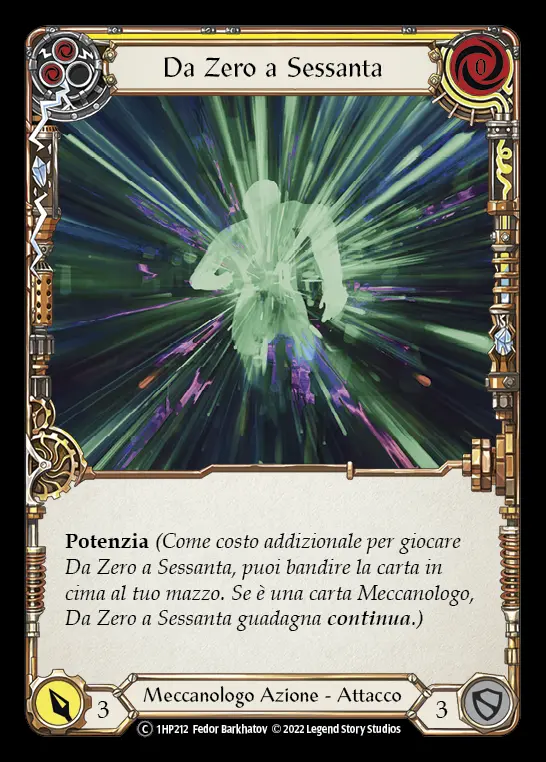 Da Zero a Sessanta
0
Potenzia (Come costo addizionale per giocare
Da Zero a Sessanta, puoi bandire la carta in
cima al tuo mazzo. Se è una carta Meccanologo,
Da Zero a Sessanta guadagna continua.)
3
Meccanologo Azione - Attacco
3
C 1HP212 Fedor Barkhatov © 2022 Legend Story Studios